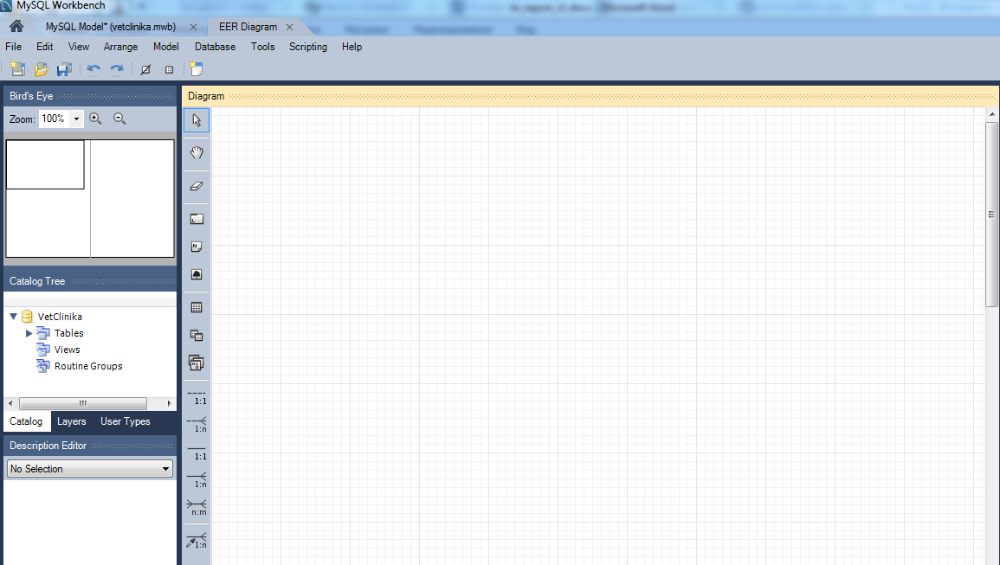 MySQL Workbench
MySQL Model* (vetclinika.mwb)
EER Diagram
File Edit View Arrange Model Database Tools Scripting Help
Bird's Eye
Diagram
Zoom: 100%
Catalog Tree
VetClinika
Tables
Views
Routine Groups
Catalog Layers User Types
Description Editor
No Selection
1:1
1:n
1:1
1:n
n:m
1:n